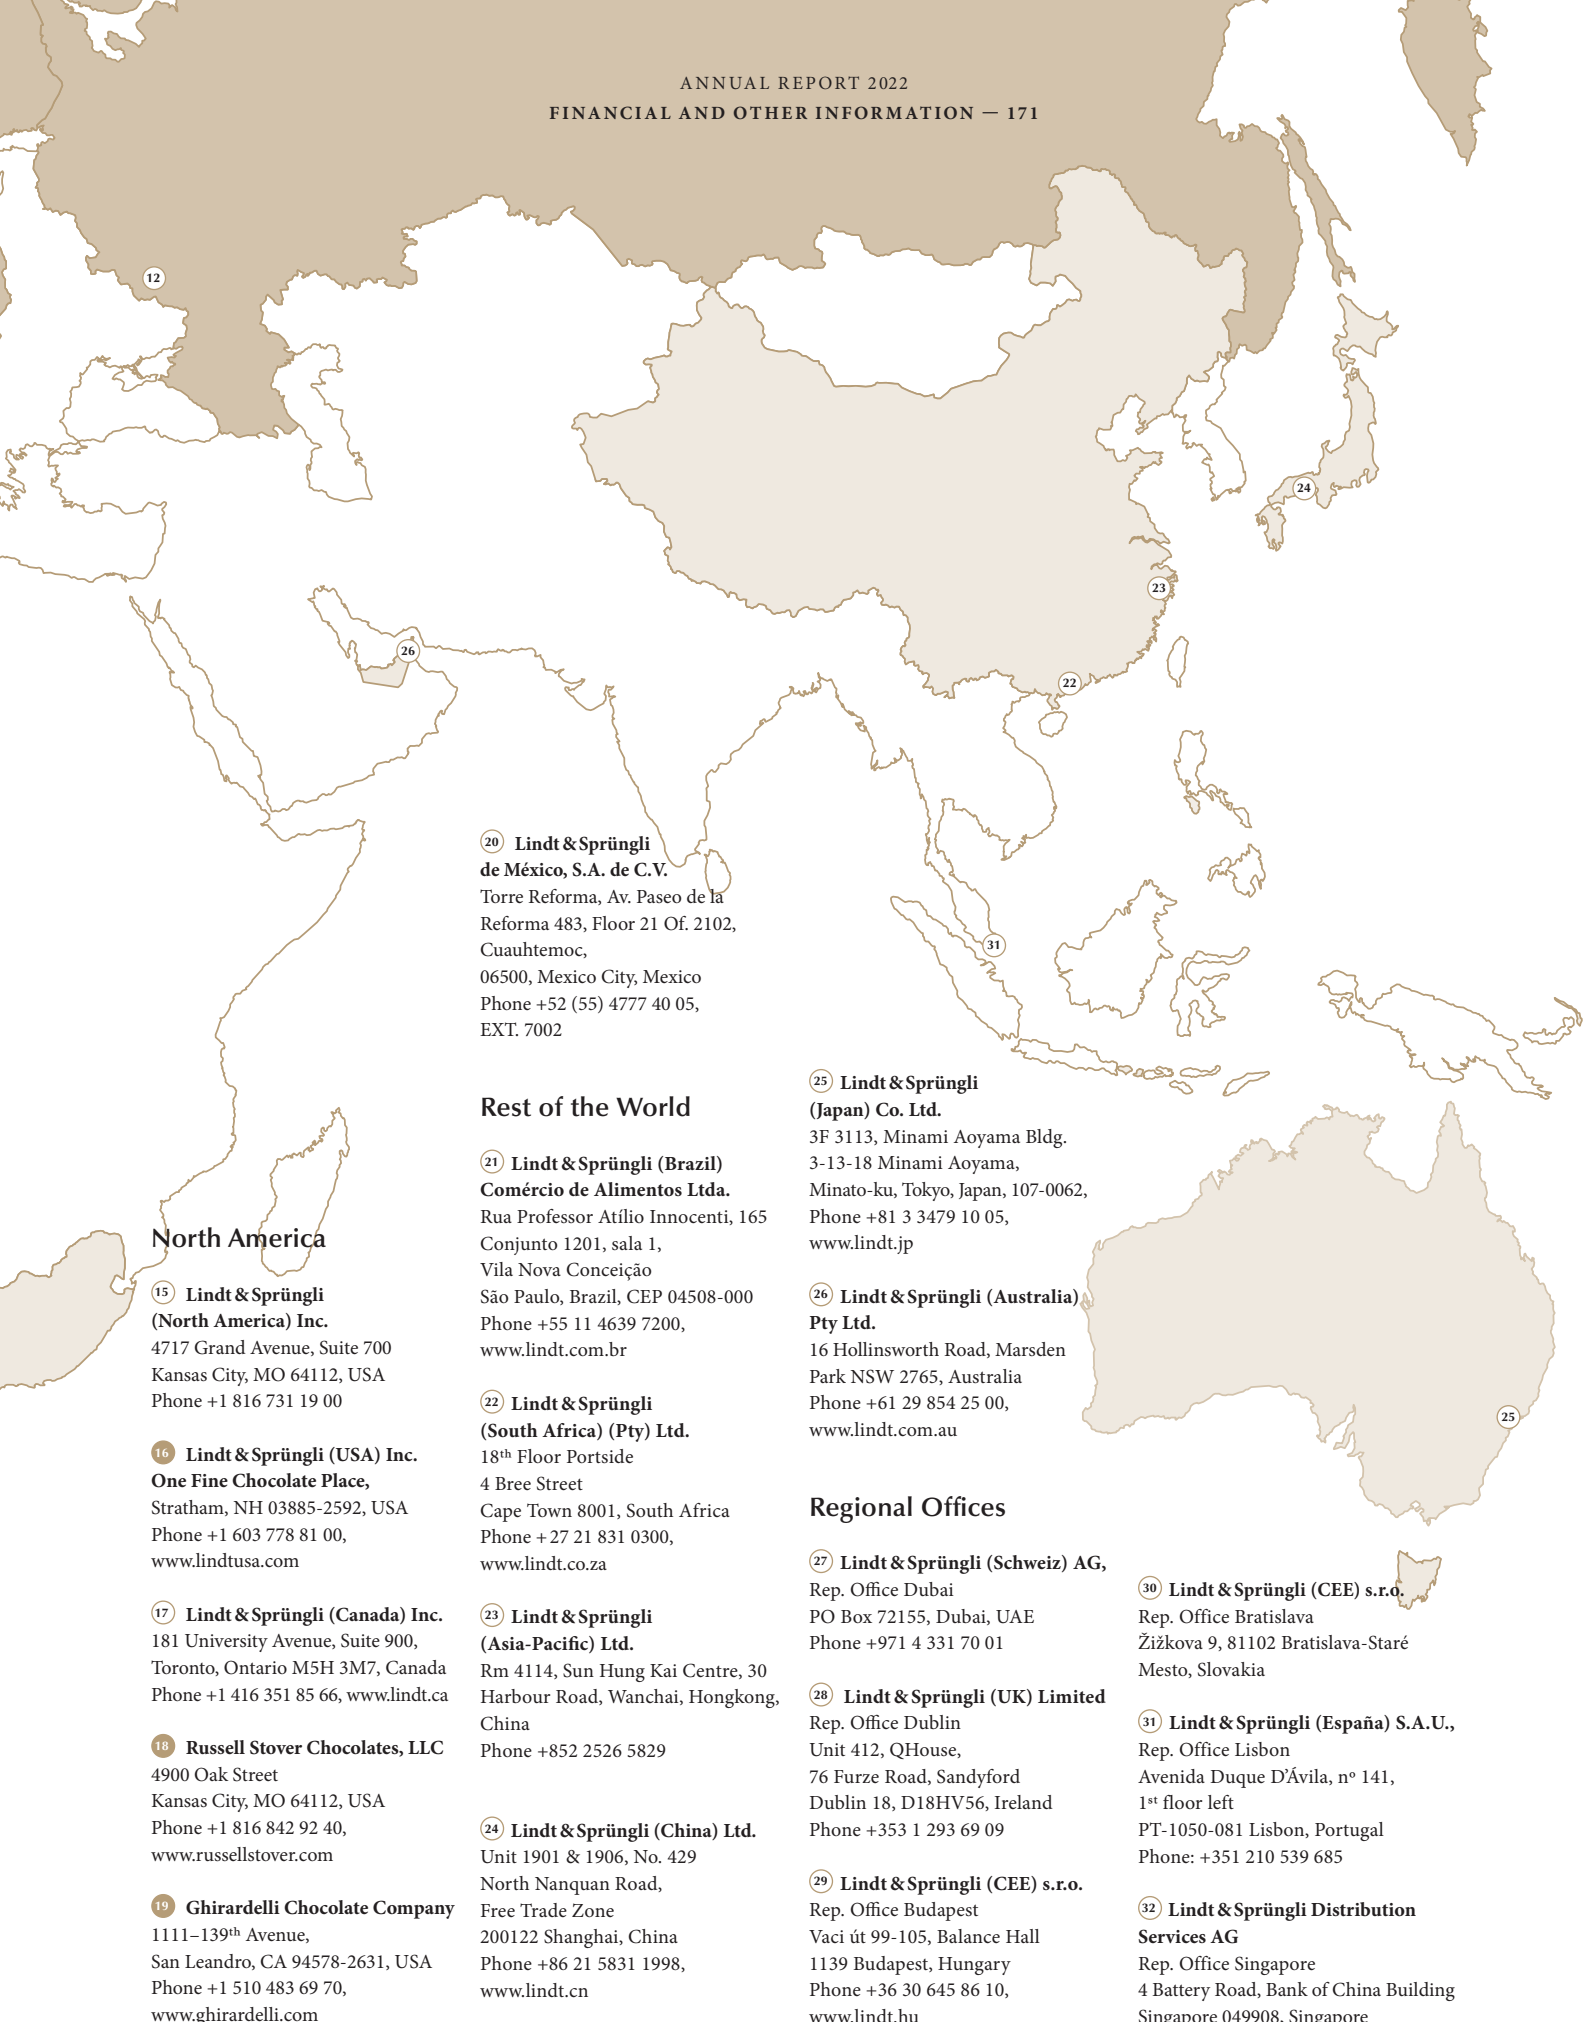 ANNUAL REPORT 2022
FINANCIAL AND OTHER INFORMATION — 171
12
24
23
26
22
31
25
North America
15 Lindt & Sprüngli
(North America) Inc.
4717 Grand Avenue, Suite 700
Kansas City, MO 64112, USA
Phone +1 816 731 19 00
16 Lindt & Sprüngli (USA) Inc.
One Fine Chocolate Place,
Stratham, NH 03885-2592, USA
Phone +1 603 778 81 00,
www.lindtusa.com
17 Lindt & Sprüngli (Canada) Inc.
181 University Avenue, Suite 900,
Toronto, Ontario M5H 3M7, Canada
Phone +1 416 351 85 66, www.lindt.ca
18 Russell Stover Chocolates, LLC
4900 Oak Street
Kansas City, MO 64112, USA
Phone +1 816 842 92 40,
www.russellstover.com
19 Ghirardelli Chocolate Company
1111–139th Avenue,
San Leandro, CA 94578-2631, USA
Phone +1 510 483 69 70,
www.ghirardelli.com
20 Lindt & Sprüngli
de México, S.A. de C.V.
Torre Reforma, Av. Paseo de la
Reforma 483, Floor 21 Of. 2102,
Cuauhtemoc,
06500, Mexico City, Mexico
Phone +52 (55) 4777 40 05,
EXT. 7002
Rest of the World
21 Lindt & Sprüngli (Brazil)
Comércio de Alimentos Ltda.
Rua Professor Atílio Innocenti, 165
Conjunto 1201, sala 1,
Vila Nova Conceição
São Paulo, Brazil, CEP 04508-000
Phone +55 11 4639 7200,
www.lindt.com.br
22 Lindt & Sprüngli
(South Africa) (Pty) Ltd.
18th Floor Portside
4 Bree Street
Cape Town 8001, South Africa
Phone + 27 21 831 0300,
www.lindt.co.za
23 Lindt & Sprüngli
(Asia-Pacific) Ltd.
Rm 4114, Sun Hung Kai Centre, 30
Harbour Road, Wanchai, Hongkong,
China
Phone +852 2526 5829
24 Lindt & Sprüngli (China) Ltd.
Unit 1901 & 1906, No. 429
North Nanquan Road,
Free Trade Zone
200122 Shanghai, China
Phone +86 21 5831 1998,
www.lindt.cn
25 Lindt & Sprüngli
(Japan) Co. Ltd.
3F 3113, Minami Aoyama Bldg.
3-13-18 Minami Aoyama,
Minato-ku, Tokyo, Japan, 107-0062,
Phone +81 3 3479 10 05,
www.lindt.jp
26 Lindt & Sprüngli (Australia)
Pty Ltd.
16 Hollinsworth Road, Marsden
Park NSW 2765, Australia
Phone +61 29 854 25 00,
www.lindt.com.au
Regional Offices
27 Lindt & Sprüngli (Schweiz) AG,
Rep. Office Dubai
PO Box 72155, Dubai, UAE
Phone +971 4 331 70 01
28 Lindt & Sprüngli (UK) Limited
Rep. Office Dublin
Unit 412, QHouse,
76 Furze Road, Sandyford
Dublin 18, D18HV56, Ireland
Phone +353 1 293 69 09
29 Lindt & Sprüngli (CEE) s.r.o.
Rep. Office Budapest
Vaci út 99-105, Balance Hall
1139 Budapest, Hungary
Phone +36 30 645 86 10,
www.lindt.hu
30 Lindt & Sprüngli (CEE) s.r.o.
Rep. Office Bratislava
Žižkova 9, 81102 Bratislava-Staré
Mesto, Slovakia
31 Lindt & Sprüngli (España) S.A.U.,
Rep. Office Lisbon
Avenida Duque D’Ávila, nº 141,
1st floor left
PT-1050-081 Lisbon, Portugal
Phone: +351 210 539 685
32 Lindt & Sprüngli Distribution
Services AG
Rep. Office Singapore
4 Battery Road, Bank of China Building
Singapore 049908, Singapore